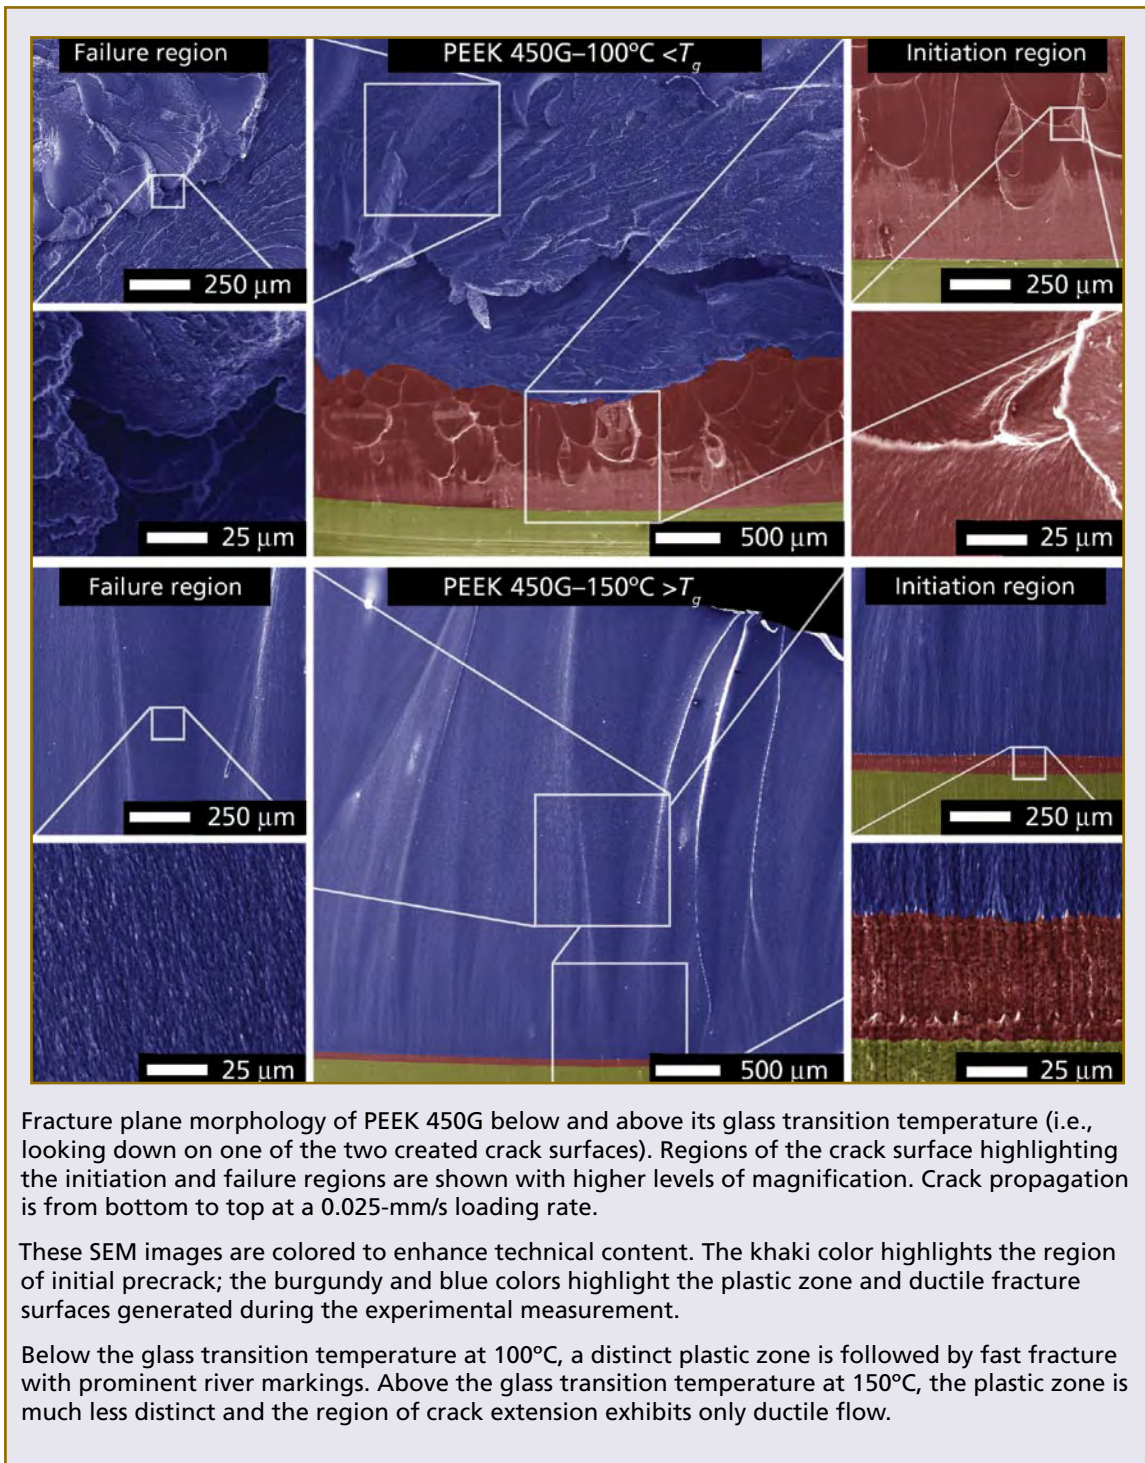 Failure region
PEEK 450G–100ºC <Tg
Initiation region
250 µm
250 µm
25 µm
500 µm
25 µm
Failure region
PEEK 450G–150ºC >Tg
Initiation region
250 µm
250 µm
25 µm
500 µm
25 µm
Fracture plane morphology of PEEK 450G below and above its glass transition temperature (i.e.,
looking down on one of the two created crack surfaces). Regions of the crack surface highlighting
the initiation and failure regions are shown with higher levels of magnification. Crack propagation
is from bottom to top at a 0.025-mm/s loading rate.
These SEM images are colored to enhance technical content. The khaki color highlights the region
of initial precrack; the burgundy and blue colors highlight the plastic zone and ductile fracture
surfaces generated during the experimental measurement.
Below the glass transition temperature at 100ºC, a distinct plastic zone is followed by fast fracture
with prominent river markings. Above the glass transition temperature at 150ºC, the plastic zone is
much less distinct and the region of crack extension exhibits only ductile flow.